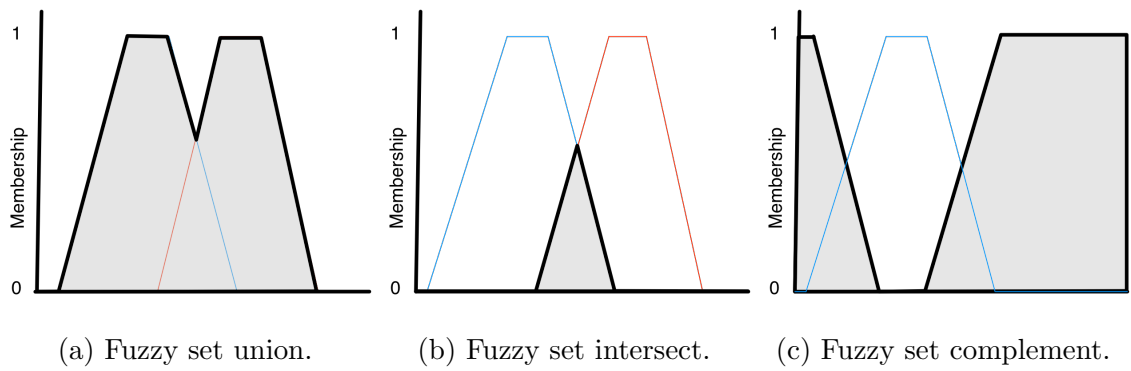 1
Membership
0
1
Membership
0
1
Membership
0
(a) Fuzzy set union.
(b) Fuzzy set intersect.
(c) Fuzzy set complement.